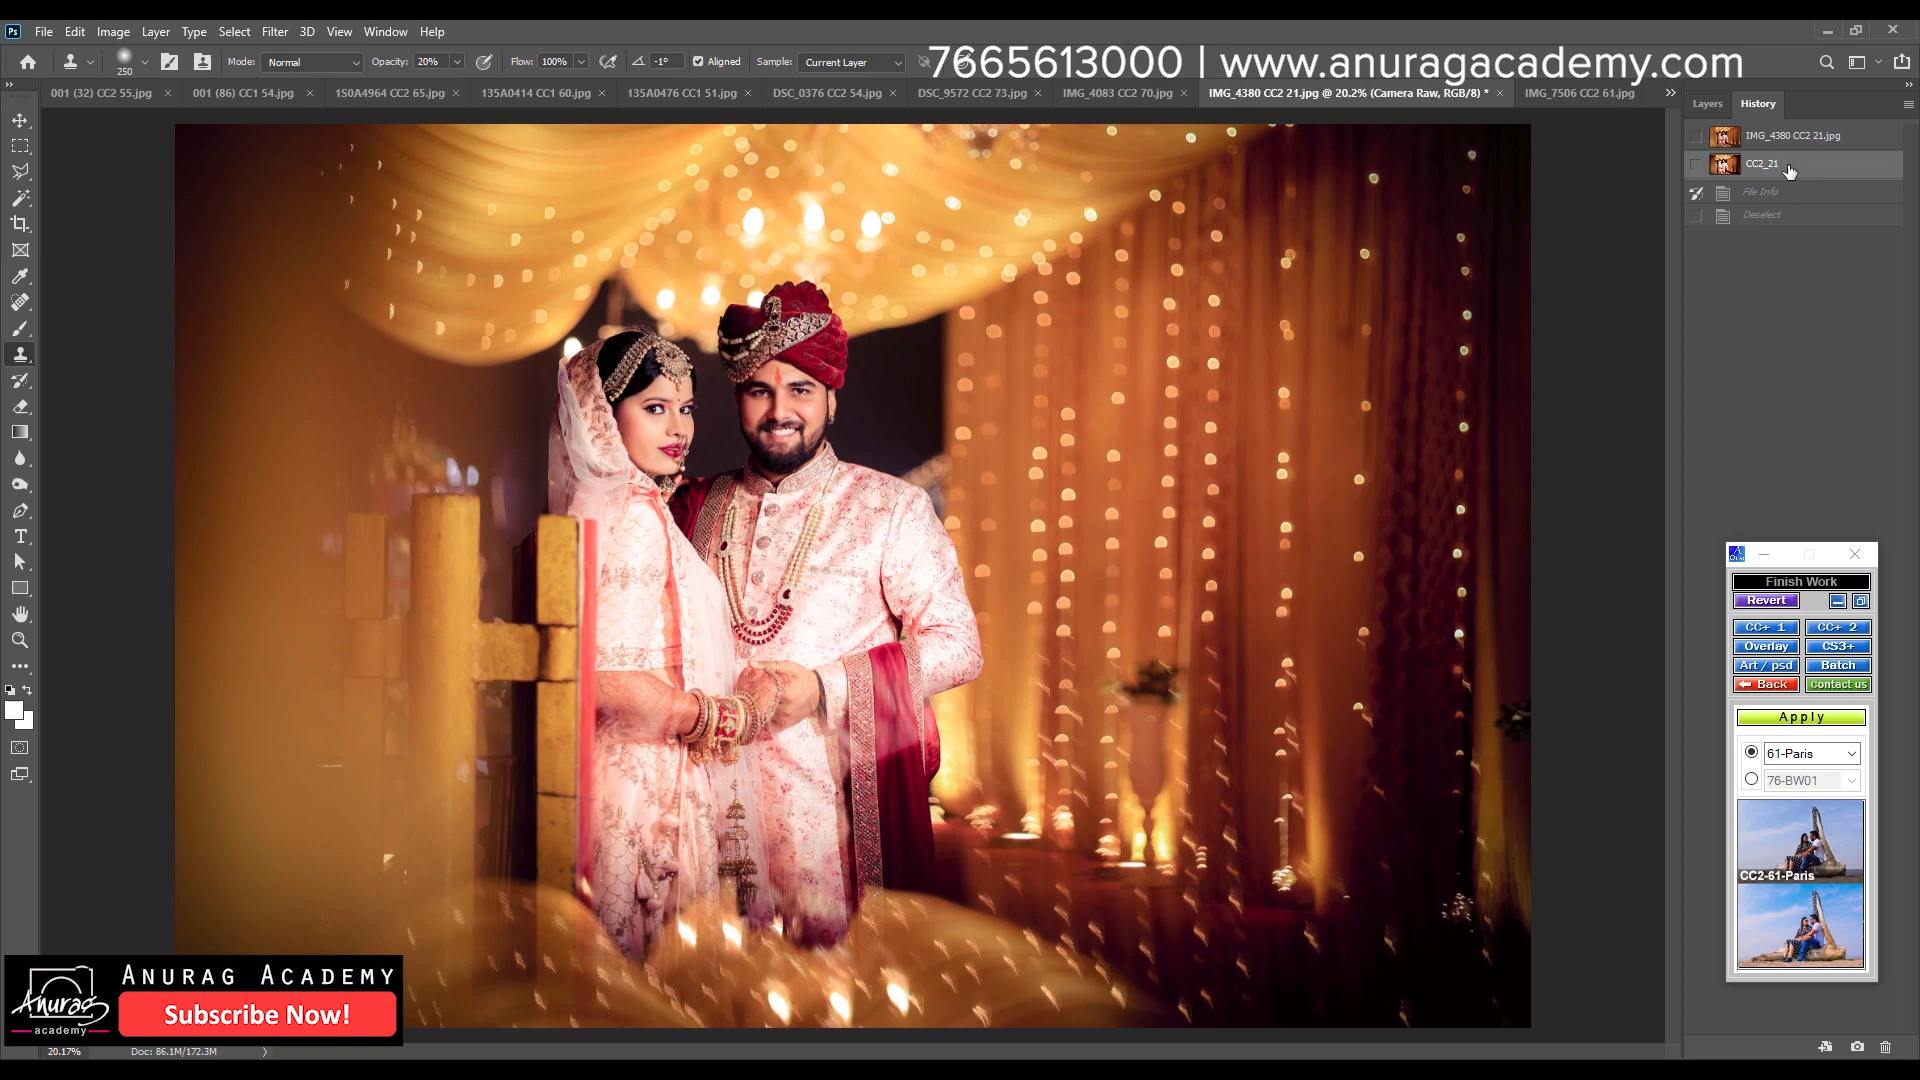 Ps File Edit Image Layer Type Select Filter 3D View Window Help
250 Mode: Normal Opacity: 20% Flow: 100% -1° Aligned Sample: Current Layer
7665613000 | www.anuragacademy.com
001 (32) CC2 55.jpg × 001 (86) CC1 54.jpg × 1S0A4964 CC2 65.jpg × 135A0414 CC1 60.jpg × 135A0476 CC1 51.jpg × DSC_0376 CC2 54.jpg × DSC_9572 CC2 73.jpg × IMG_4083 CC2 70.jpg × IMG_4380 CC2 21.jpg @ 20.2% (Camera Raw, RGB/8) * × IMG_7506 CC2 61.jpg
Layers History
IMG_4380 CC2 21.jpg
CC2_21
File Info
Deselect
Finish Work
Revert
CC+ 1 CC+ 2
Overlay CS3+
Art / psd Batch
Back Contact us
Apply
61-Paris
76-BW01
CC2-61-Paris
ANURAG ACADEMY
Anurag
academy
Subscribe Now!
20.17% Doc: 86.1M/172.3M